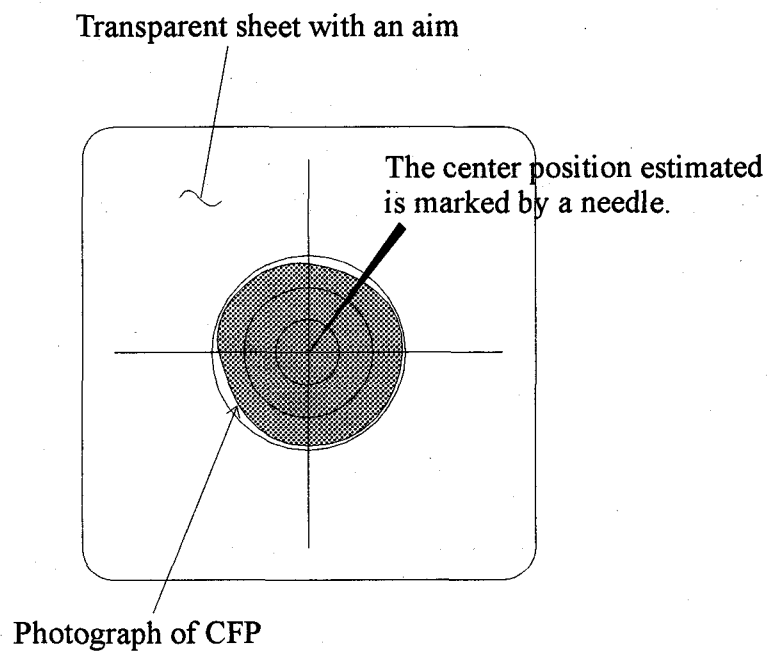 Transparent sheet with an aim
The center position estimated
is marked by a needle.
Photograph of CFP